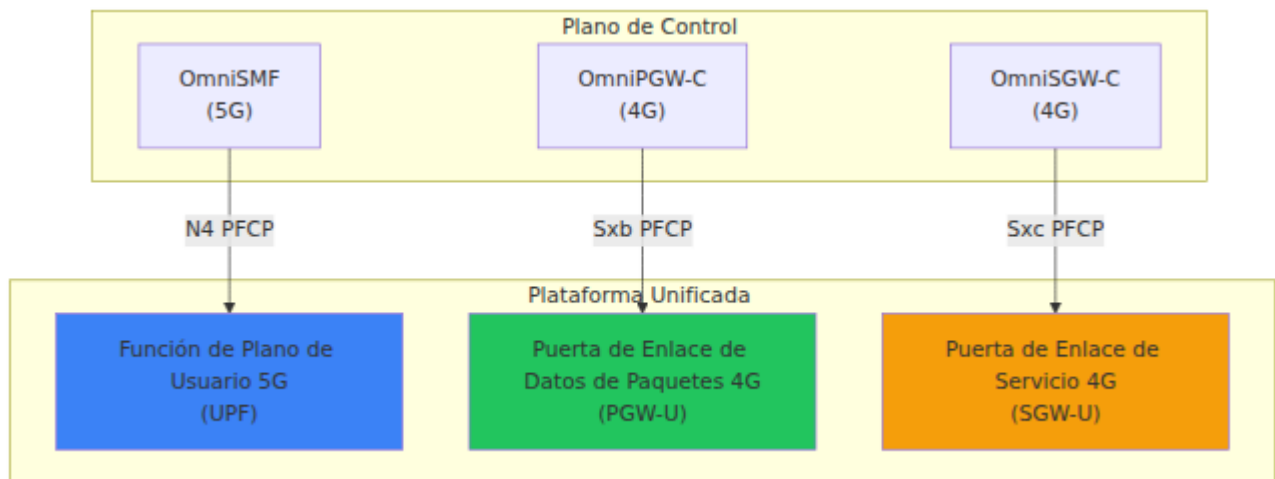 Plano de Control
OmniSMF
(5G)
OmniPGW-C
(4G)
OmniSGW-C
(4G)
N4 PFCP
Sxb PFCP
Sxc PFCP
Plataforma Unificada
Función de Plano de
Usuario 5G
(UPF)
Puerta de Enlace de
Datos de Paquetes 4G
(PGW-U)
Puerta de Enlace de
Servicio 4G
(SGW-U)